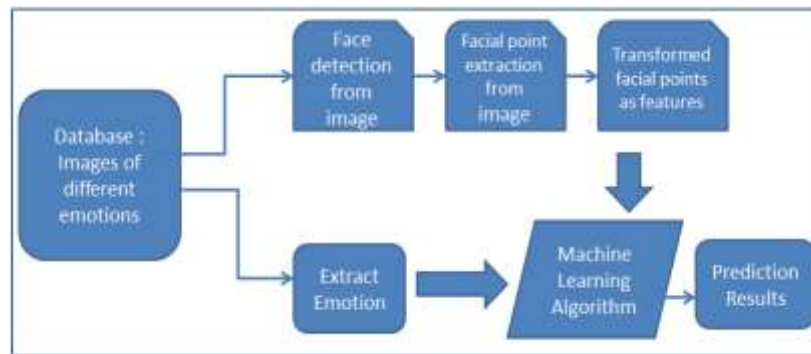 Database :
Images of
different
emotions
Face
detection
from
image
Facial point
extraction
from
image
Transformed
facial points
as features
Extract
Emotion
Machine
Learning
Algorithm
Prediction
Results